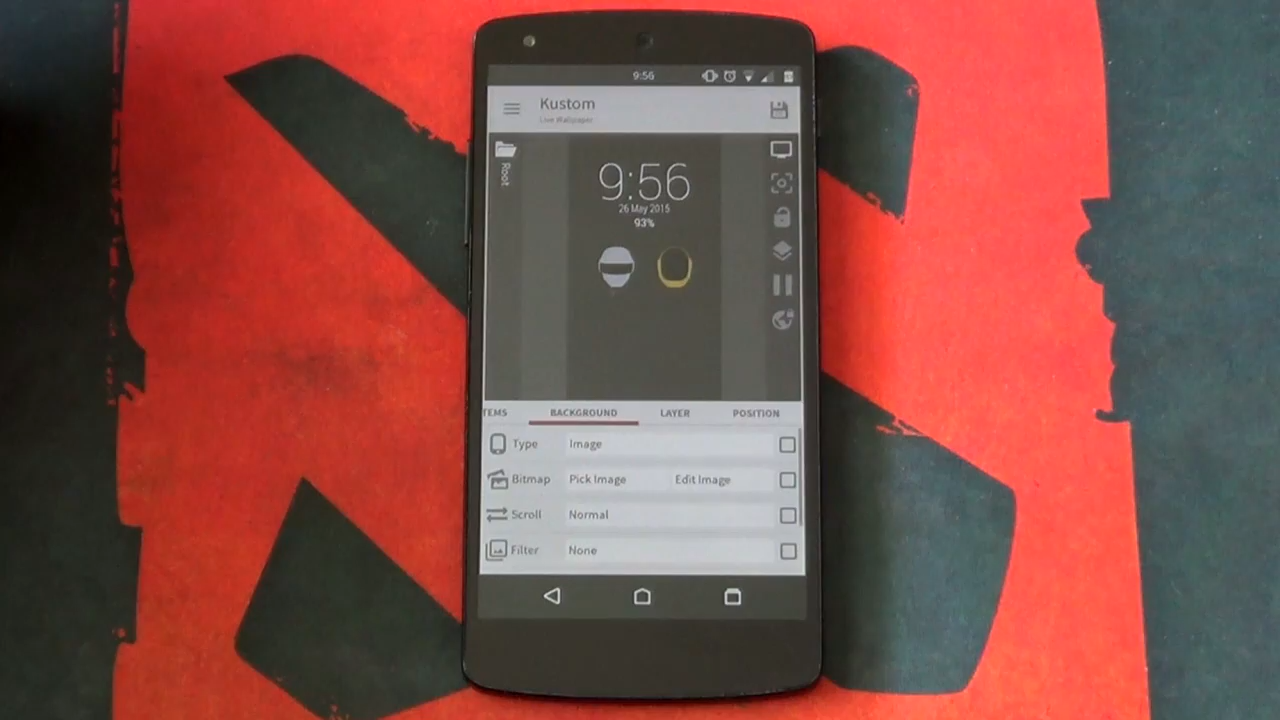 9:56
Kustom
Live Wallpaper
Root
9:56
26 May 2015
93%
TEMS BACKGROUND LAYER POSITION
Type Image
Bitmap Pick Image Edit Image
Scroll Normal
Filter None